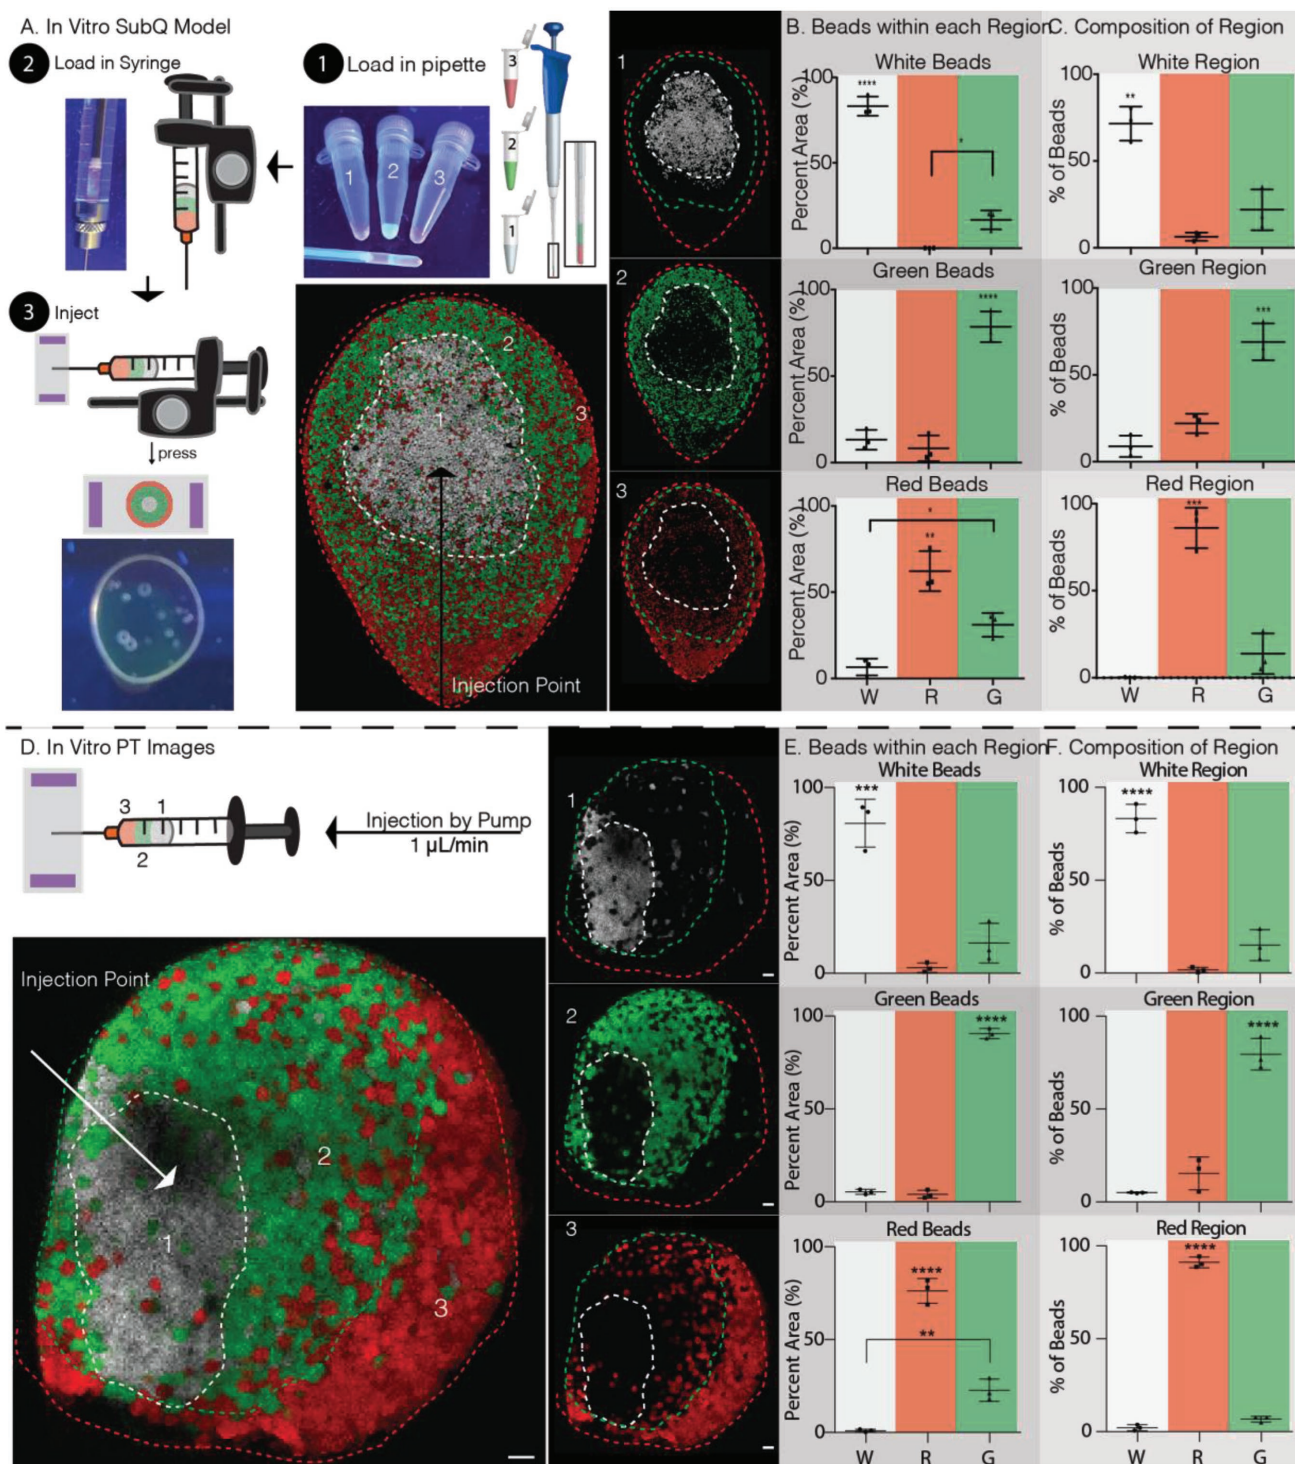 A. In Vitro SubQ Model
2 Load in Syringe
1 Load in pipette
3
2
1
1 2 3
3 Inject
press
1
2
3
Injection Point
1
2
3
B. Beads within each Region
White Beads
Percent Area (%)
100
50
0
****
*
Green Beads
Percent Area (%)
100
50
0
****
Red Beads
Percent Area (%)
100
50
0
*
**
W R G
C. Composition of Region
White Region
% of Beads
100
50
0
**
Green Region
% of Beads
100
50
0
***
Red Region
% of Beads
100
50
0
***
W R G
D. In Vitro PT Images
3 1
2
Injection by Pump
1 µL/min
Injection Point
1
2
3
1
2
3
E. Beads within each Region
White Beads
Percent Area (%)
100
50
0
***
Green Beads
Percent Area (%)
100
50
0
****
Red Beads
Percent Area (%)
100
50
0
****
**
W R G
F. Composition of Region
White Region
% of Beads
100
50
0
****
Green Region
% of Beads
100
50
0
****
Red Region
% of Beads
100
50
0
****
W R G